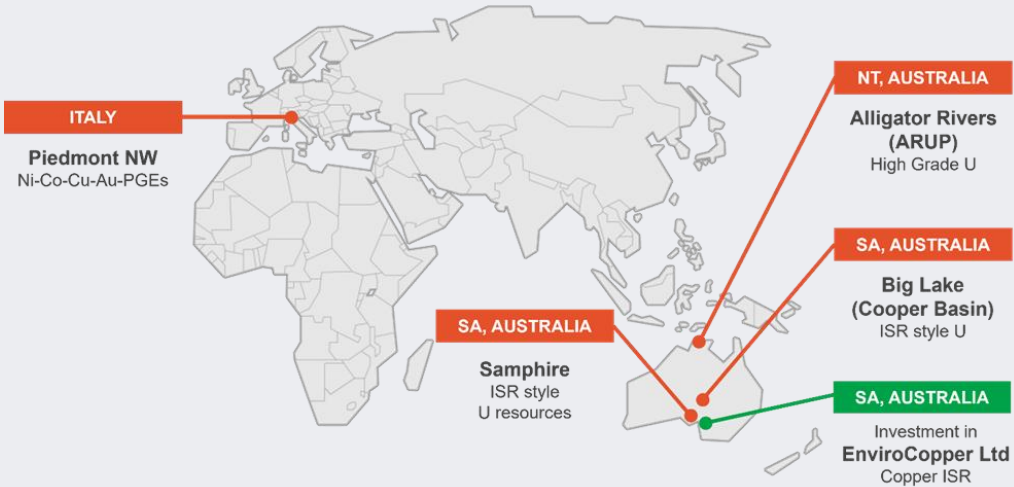 ITALY
Piedmont NW
Ni-Co-Cu-Au-PGEs
SA, AUSTRALIA
Samphire
ISR style
U resources
NT, AUSTRALIA
Alligator Rivers
(ARUP)
High Grade U
SA, AUSTRALIA
Big Lake
(Cooper Basin)
ISR style U
SA, AUSTRALIA
Investment in
EnviroCopper Ltd
Copper ISR